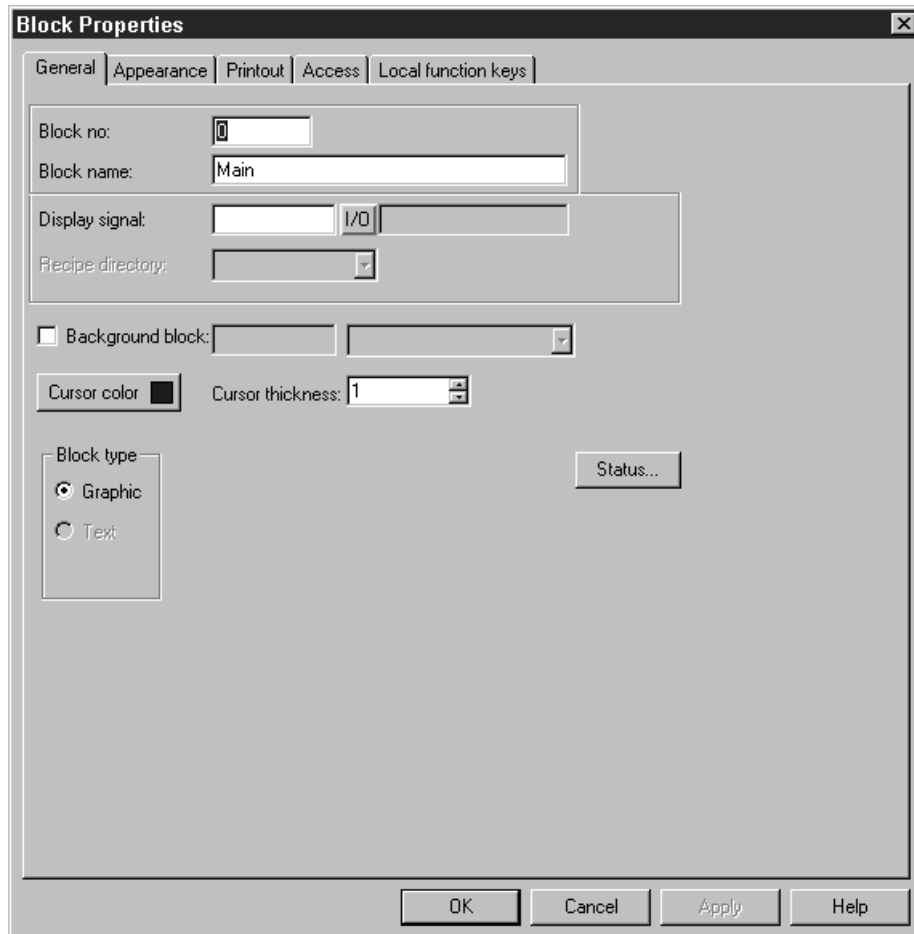 Block Properties
General Appearance Printout Access Local function keys
Block no: 0
Block name: Main
Display signal: I/O
Recipe directory:
Background block:
Cursor color Cursor thickness: 1
Block type
Status...
Graphic
Text
OK Cancel Apply Help